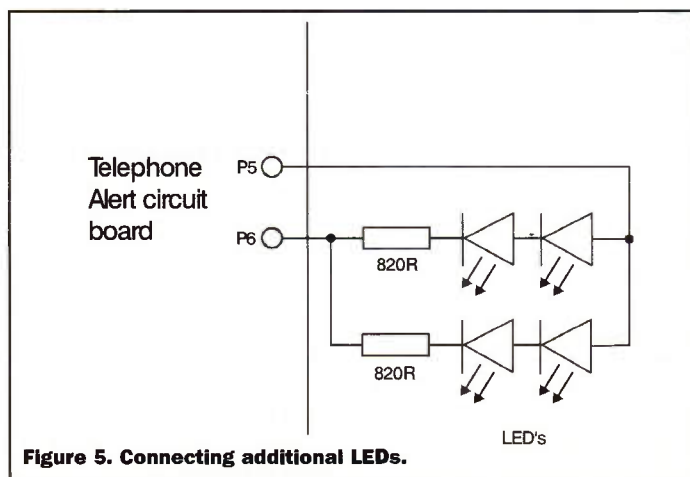 Telephone
Alert circuit
board
P5
P6
820R
820R
LED's
Figure 5. Connecting additional LEDs.